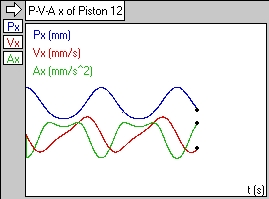 P-V-A x of Piston 12
Px
Vx
Ax
Px (mm)
Vx (mm/s)
Ax (mm/s^2)
t (s)